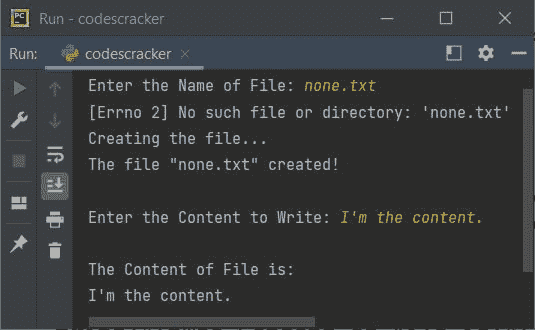 PC
Run - codescracker
Run: codescracker
Enter the Name of File: none.txt
[Errno 2] No such file or directory: 'none.txt'
Creating the file...
The file "none.txt" created!
Enter the Content to Write: I'm the content.
The Content of File is:
I'm the content.